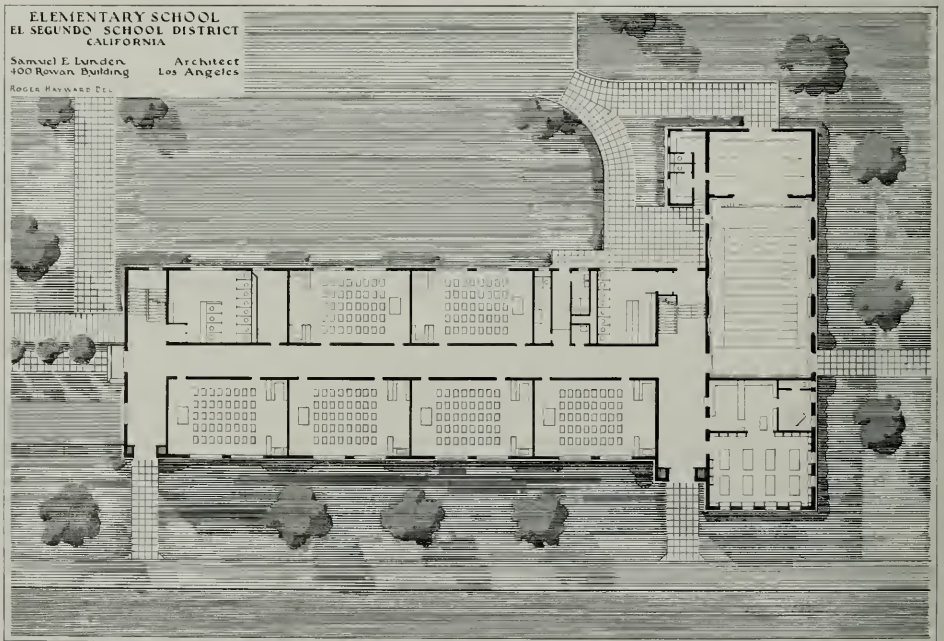 ELEMENTARY SCHOOL
EL SEGUNDO SCHOOL DISTRICT
CALIFORNIA
Samuel E Lunden Architect
400 Rowan Building Los Angeles
ROGER HAYWARD DEL